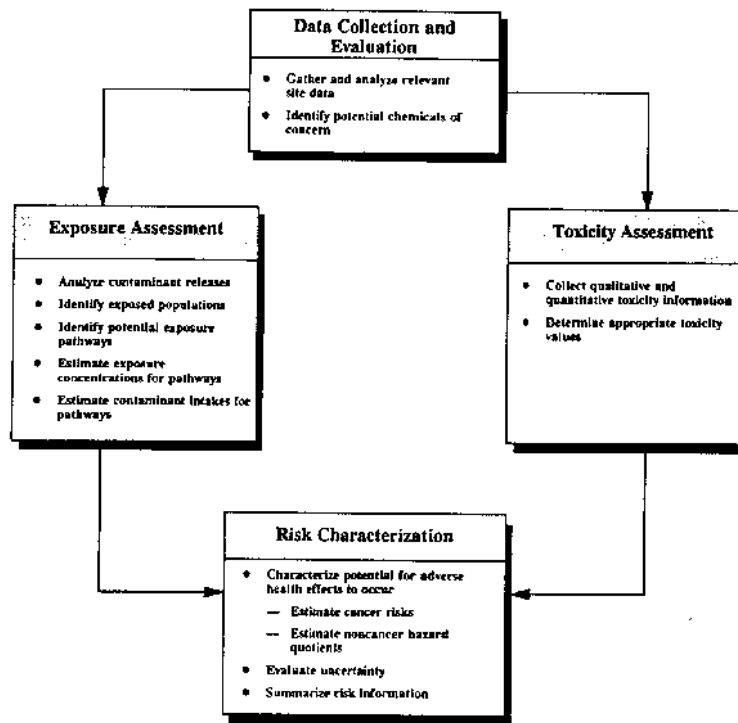 Data Collection and
Evaluation
• Gather and analyze relevant
site data
• Identify potential chemicals of
concern
Exposure Assessment
• Analyze contaminant releases
• Identify exposed populations
• Identify potential exposure
pathways
• Estimate exposure
concentrations for pathways
• Estimate contaminant intakes for
pathways
Toxicity Assessment
• Collect qualitative and
quantitative toxicity information
• Determine appropriate toxicity
values
Risk Characterization
• Characterize potential for adverse
health effects to occur
— Estimate cancer risks
— Estimate noncancer hazard
quotients
• Evaluate uncertainty
• Summarize risk information